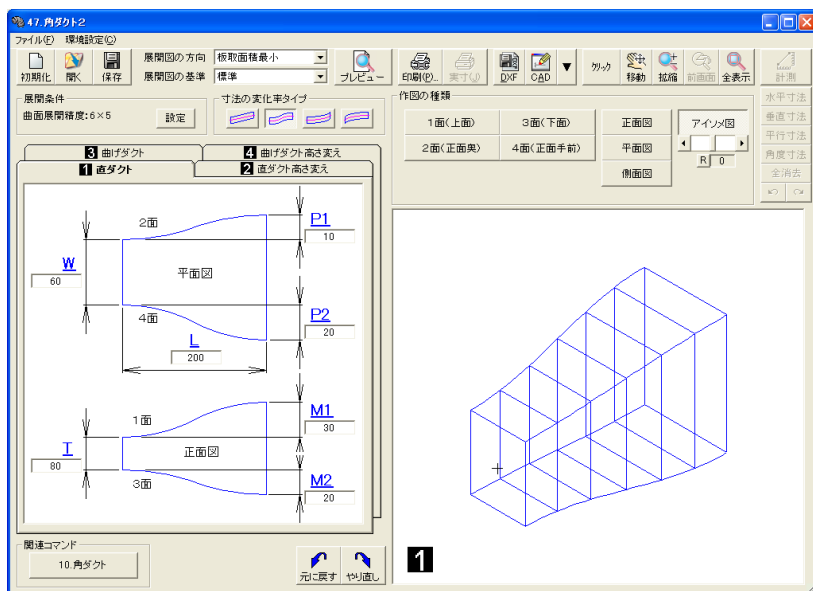 47.角ダクト2
ファイル(F) 環境設定(C)
初期化 開く 保存
展開図の方向 板取面積最小
展開図の基準 標準
プレビュー 印刷(P).. 実寸(J) DXF CAD クリック 移動 拡縮 前画面 全表示 計測
展開条件
曲面展開精度:6×5 設定
寸法の変化率タイプ
作図の種類
1面(上面) 3面(下面) 正面図 アイソメ図
2面(正面奥) 4面(正面手前) 平面図
R 0
側面図
水平寸法
垂直寸法
平行寸法
角度寸法
全消去
3 曲げダクト 4 曲げダクト高さ変え
1 直ダクト 2 直ダクト高さ変え
2面 P1
10
W
60
平面図
4面 P2
20
L
200
1面 M1
30
T
80
正面図
3面 M2
20
関連コマンド
10.角ダクト
元に戻す やり直し
1